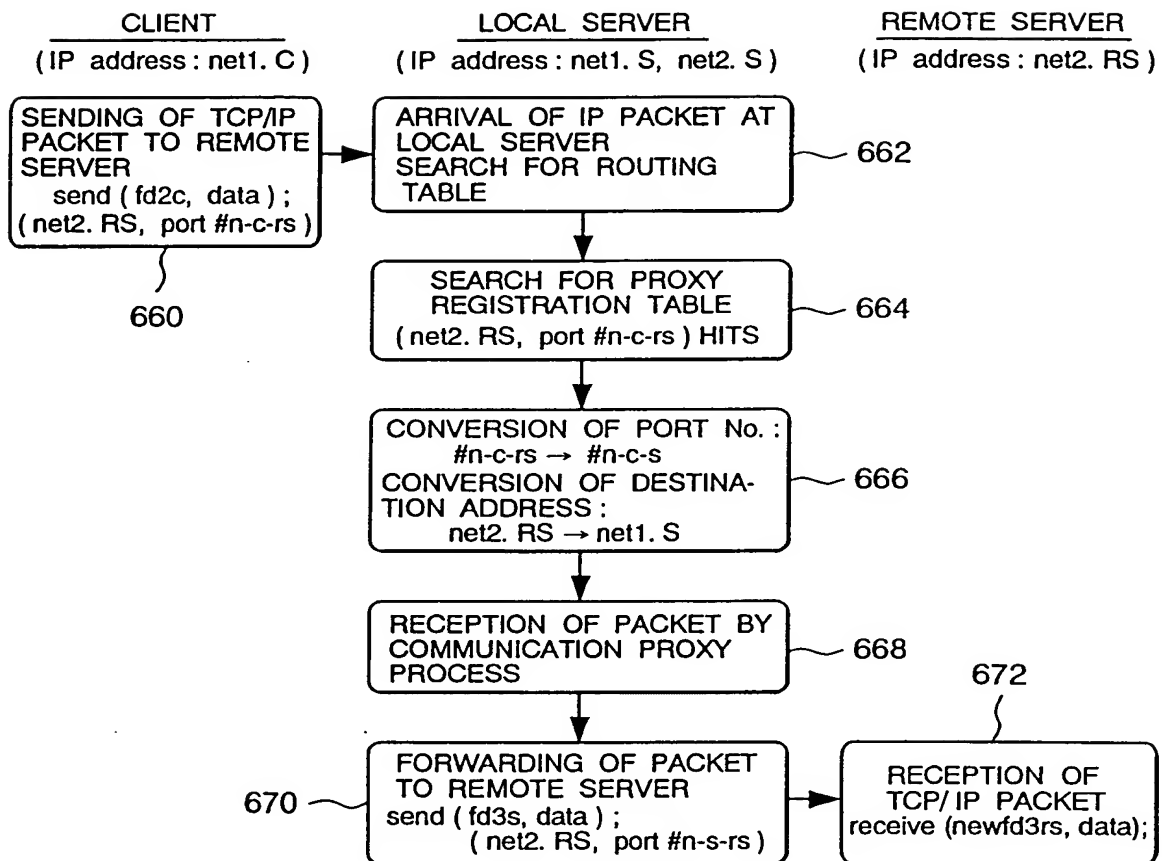 CLIENT
(IP address : net1. C)
LOCAL SERVER
(IP address : net1. S, net2. S)
REMOTE SERVER
(IP address : net2. RS)
SENDING OF TCP/IP
PACKET TO REMOTE
SERVER
send (fd2c, data) ;
(net2. RS, port #n-c-rs)
660
ARRIVAL OF IP PACKET AT
LOCAL SERVER
SEARCH FOR ROUTING
TABLE
662
SEARCH FOR PROXY
REGISTRATION TABLE
(net2. RS, port #n-c-rs) HITS
664
CONVERSION OF PORT No. :
#n-c-rs → #n-c-s
CONVERSION OF DESTINA-
TION ADDRESS :
net2. RS → net1. S
666
RECEPTION OF PACKET BY
COMMUNICATION PROXY
PROCESS
668
FORWARDING OF PACKET
TO REMOTE SERVER
send (fd3s, data) ;
(net2. RS, port #n-s-rs)
670
672
RECEPTION OF
TCP/IP PACKET
receive (newfd3rs, data);